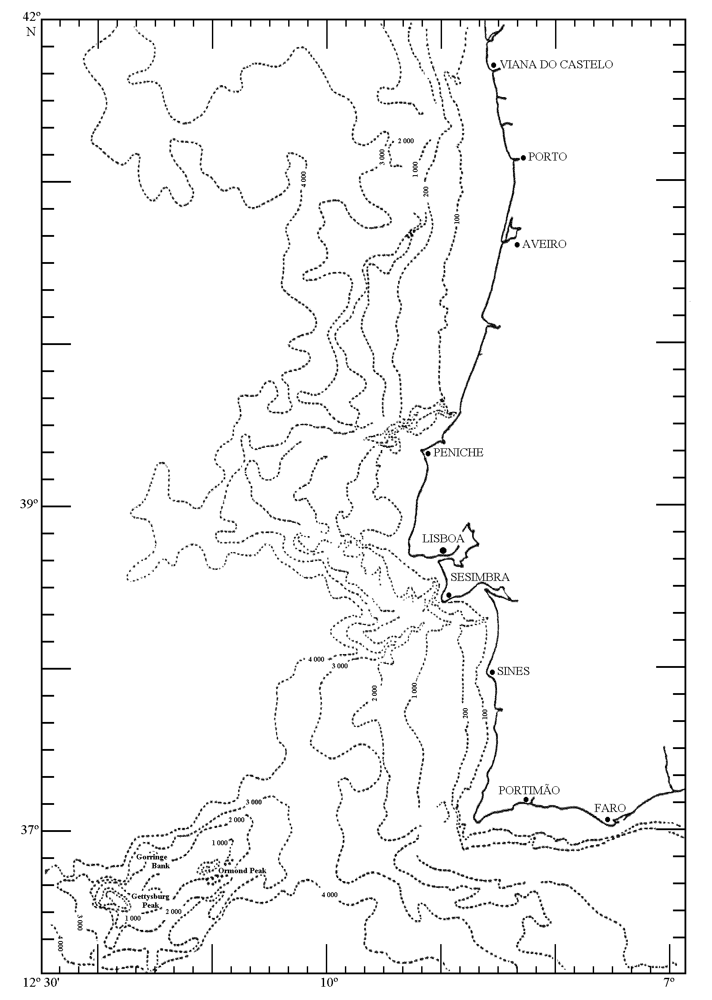 42º
N
VIANA DO CASTELO
2 000
3 000
PORTO
1 000
4 000
200
100
AVEIRO
PENICHE
39º
LISBOA
SESIMBRA
4 000
3 000
SINES
2 000
1 000
200
100
PORTIMÃO
3 000
FARO
2 000
37º
1 000
Gorringe
Bank
Ormond Peak
4 000
Gettysburg
Peak
2 000
1 000
3 000
4 000
12º 30'
10º
7º